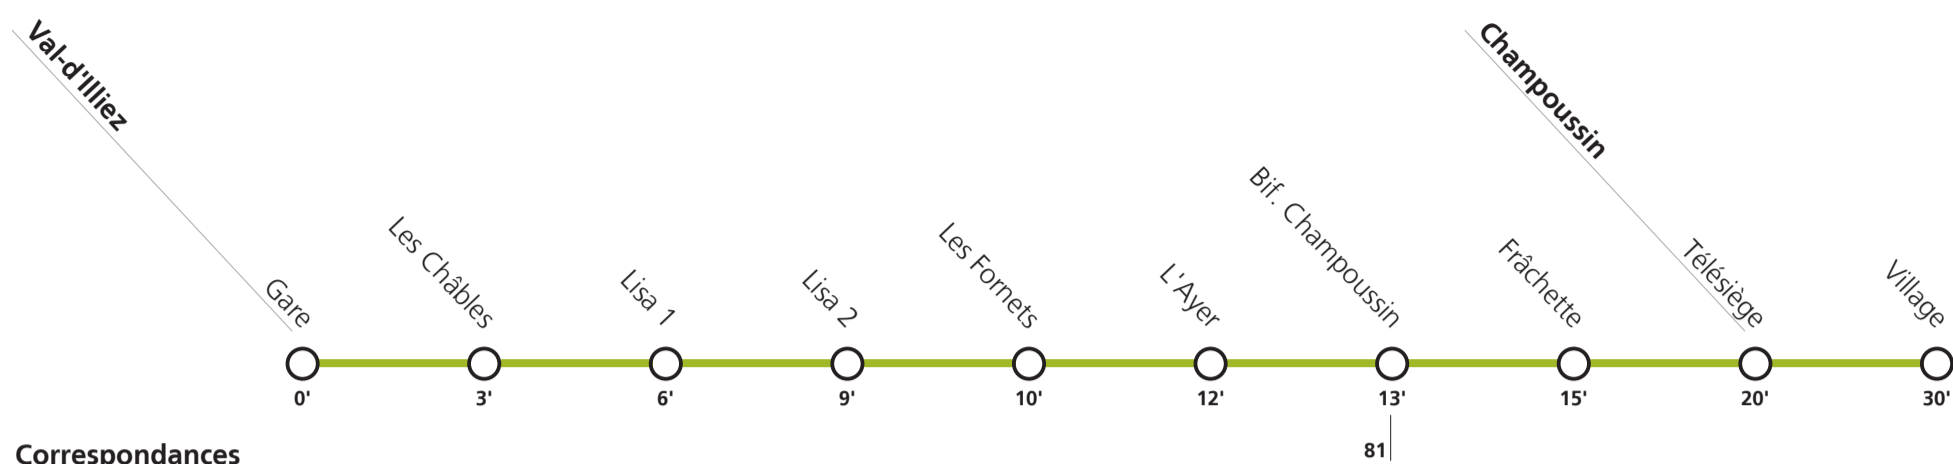 Val-d'Illiez
Gare
Les Châbles
Lisa 1
Lisa 2
Les Fornets
L'Ayer
Bif. Champoussin
Frâchette
Champoussin
Télésiège
Village
0' 3' 6' 9' 10' 12' 13' 15' 20' 30'
Correspondances 81